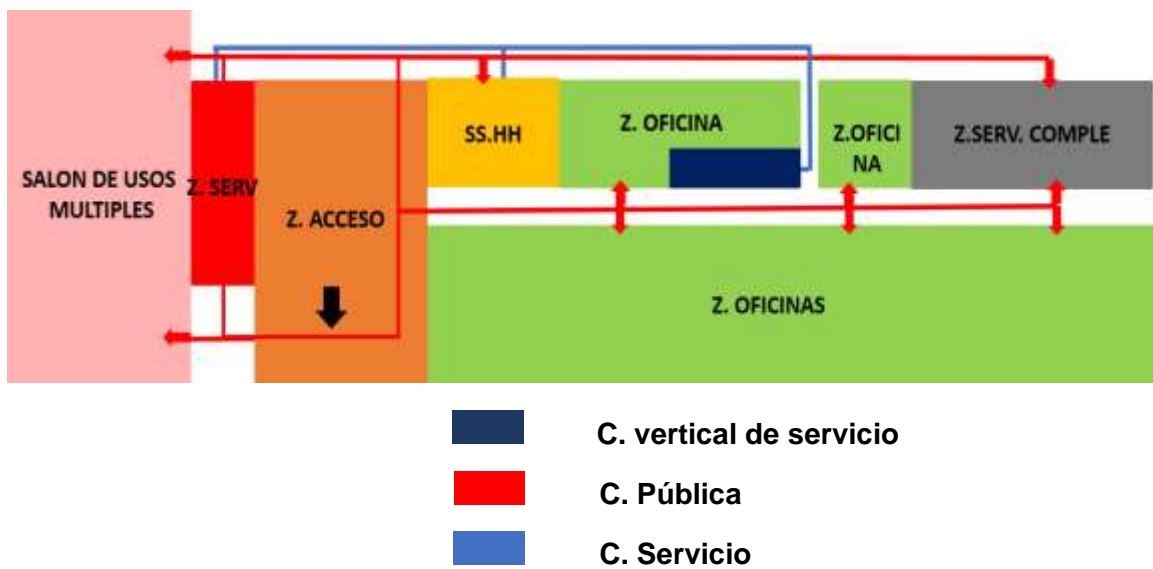 SALON DE USOS
MULTIPLES
Z. SERV
Z. ACCESO
SS.HH
Z. OFICINA
Z.OFICI
NA
Z.SERV. COMPLE
Z. OFICINAS
C. vertical de servicio
C. Pública
C. Servicio